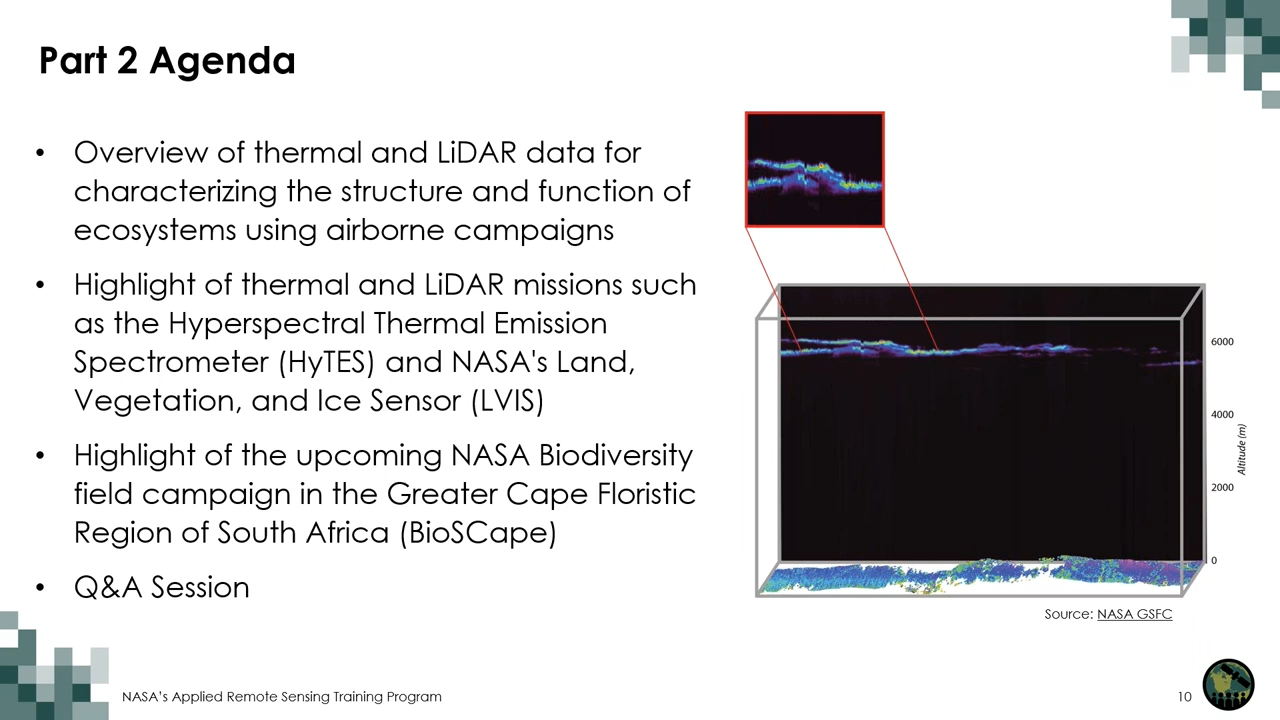 Part 2 Agenda
• Overview of thermal and LiDAR data for
characterizing the structure and function of
ecosystems using airborne campaigns
• Highlight of thermal and LiDAR missions such
as the Hyperspectral Thermal Emission
Spectrometer (HyTES) and NASA's Land,
Vegetation, and Ice Sensor (LVIS)
• Highlight of the upcoming NASA Biodiversity
field campaign in the Greater Cape Floristic
Region of South Africa (BioSCape)
• Q&A Session
6000
4000
2000
0
Altitude (m)
Source: NASA GSFC
NASA’s Applied Remote Sensing Training Program
10